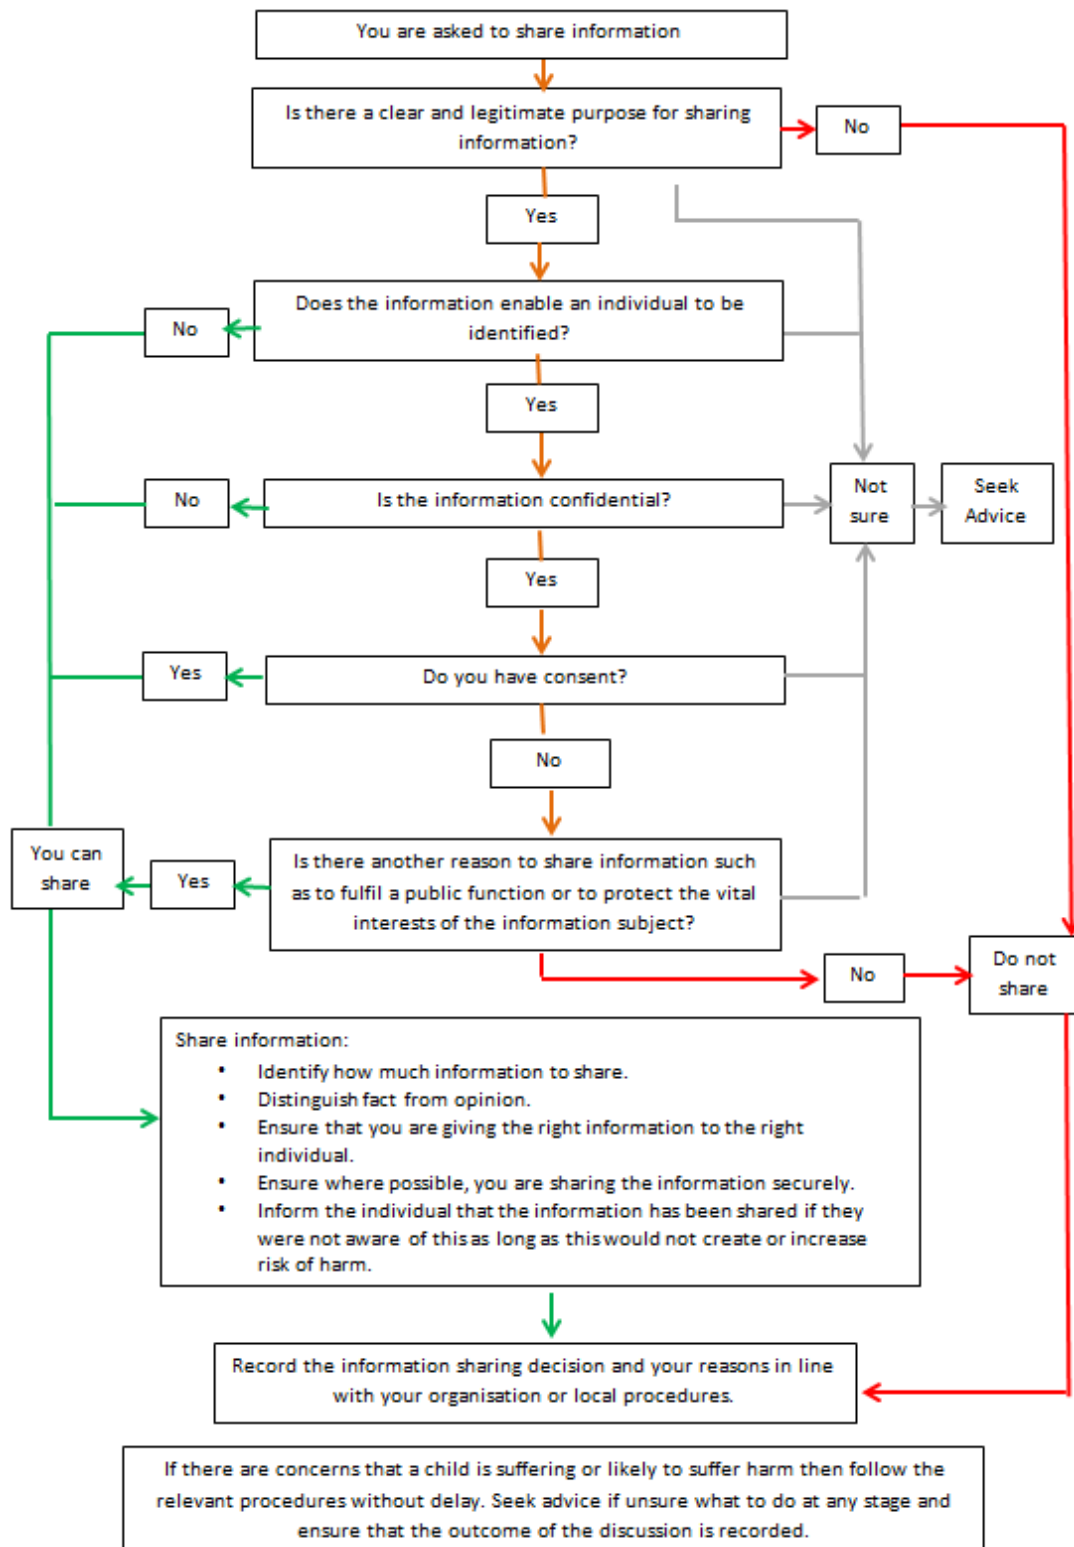 You are asked to share information
Is there a clear and legitimate purpose for sharing
information?
No
Yes
Does the information enable an individual to be
identified?
No
Yes
Is the information confidential?
No
Not
sure
Seek
Advice
Yes
Do you have consent?
Yes
No
You can
share
Yes
Is there another reason to share information such
as to fulfil a public function or to protect the vital
interests of the information subject?
No
Do not
share
Share information:
• Identify how much information to share.
• Distinguish fact from opinion.
• Ensure that you are giving the right information to the right
individual.
• Ensure where possible, you are sharing the information securely.
• Inform the individual that the information has been shared if they
were not aware of this as long as this would not create or increase
risk of harm.
Record the information sharing decision and your reasons in line
with your organisation or local procedures.
If there are concerns that a child is suffering or likely to suffer harm then follow the
relevant procedures without delay. Seek advice if unsure what to do at any stage and
ensure that the outcome of the discussion is recorded.